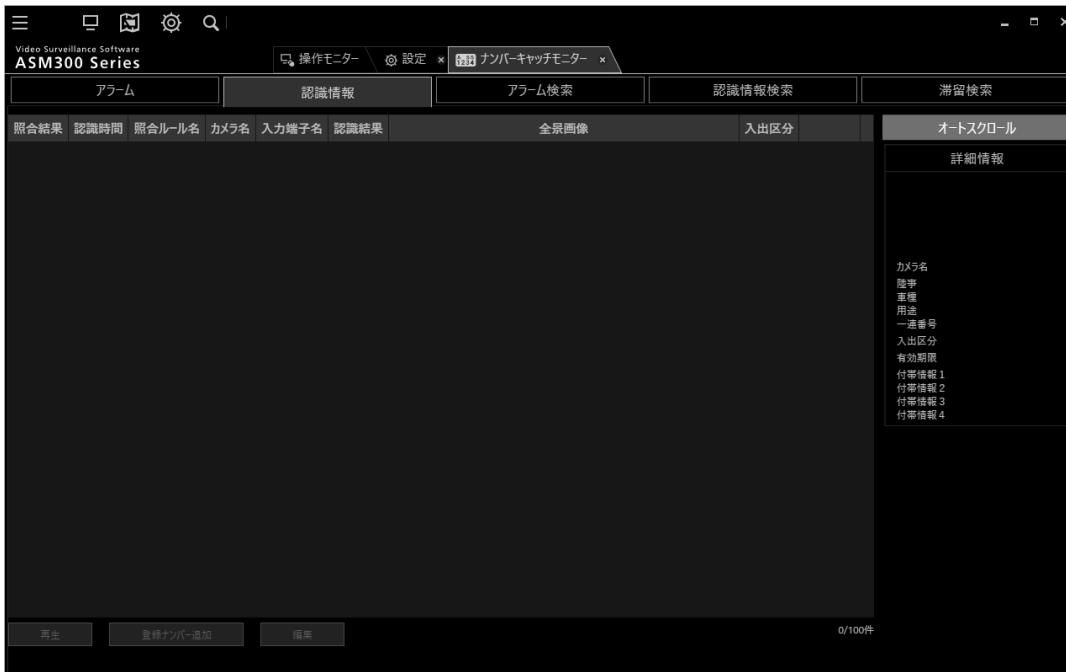 Video Surveillance Software
ASM300 Series
操作モニター
設定 ×
ナンバーキャッチモニター ×
アラーム
認識情報
アラーム検索
認識情報検索
滞留検索
照合結果 認識時間 照合ルール名 カメラ名 入力端子名 認識結果 全景画像 入出区分
オートスクロール
詳細情報
カメラ名
陸事
車種
用途
一連番号
入出区分
有効期限
付帯情報 1
付帯情報 2
付帯情報 3
付帯情報 4
再生
登録ナンバー追加
編集
0/100件